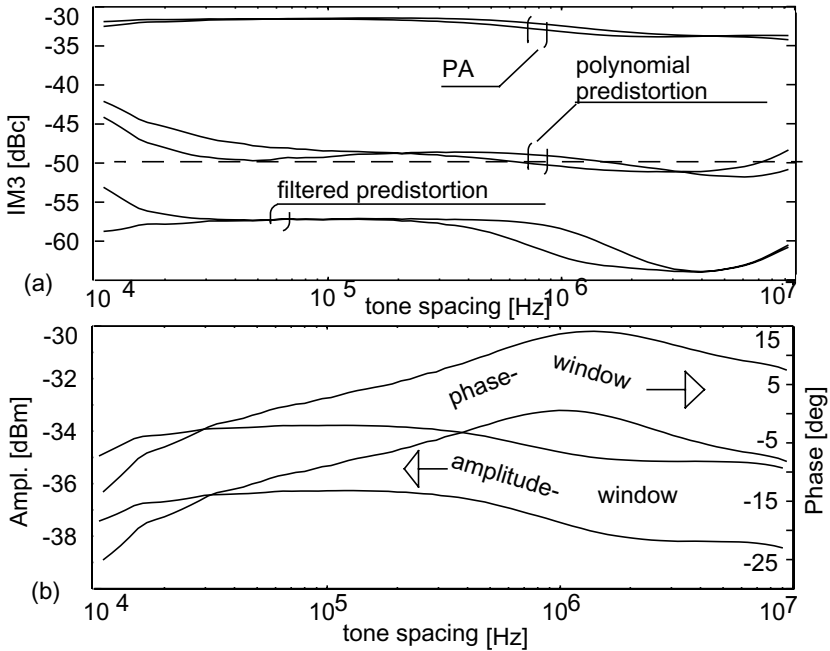 -30
-35
-40
-45
-50
-55
-60
IM3 [dBc]
PA
polynomial
predistortion
filtered predistortion
(a)
10^4
10^5
10^6
10^7
tone spacing [Hz]
-30
-32
-34
-36
-38
Ampl. [dBm]
phase-
window
amplitude-
window
15
5
-5
-15
-25
Phase [deg]
(b)
10^4
10^5
10^6
10^7
tone spacing [Hz]